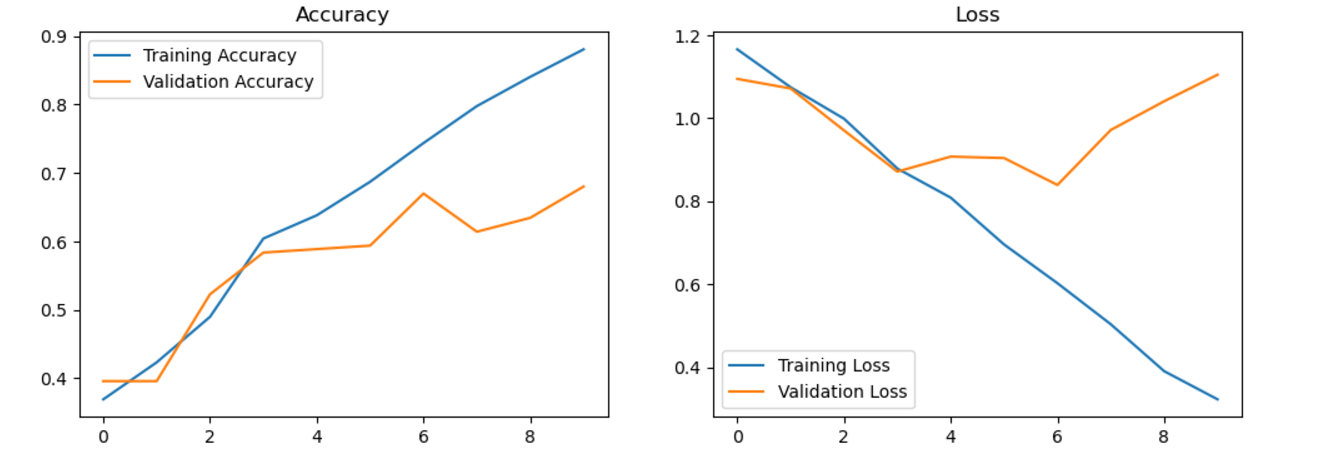 Accuracy
0.9
0.8
0.7
0.6
0.5
0.4
Training Accuracy
Validation Accuracy
0 2 4 6 8
Loss
1.2
1.0
0.8
0.6
0.4
Training Loss
Validation Loss
0 2 4 6 8